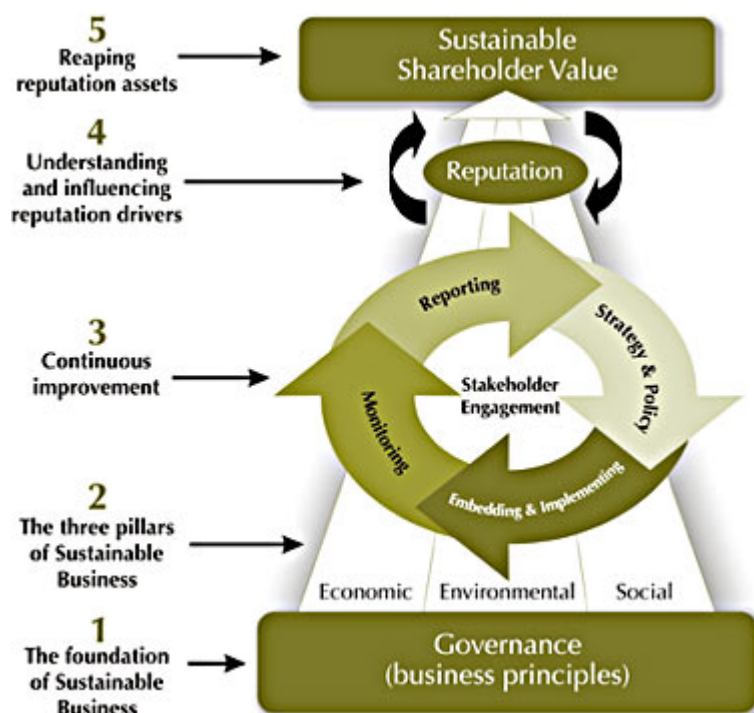 5
Reaping
reputation assets
Sustainable
Shareholder Value
4
Understanding
and influencing
reputation drivers
Reputation
3
Continuous
improvement
Reporting
Strategy & Policy
Stakeholder
Engagement
Monitoring
Embedding & Implementing
2
The three pillars
of Sustainable
Business
Economic
Environmental
Social
1
The foundation
of Sustainable
Business
Governance
(business principles)